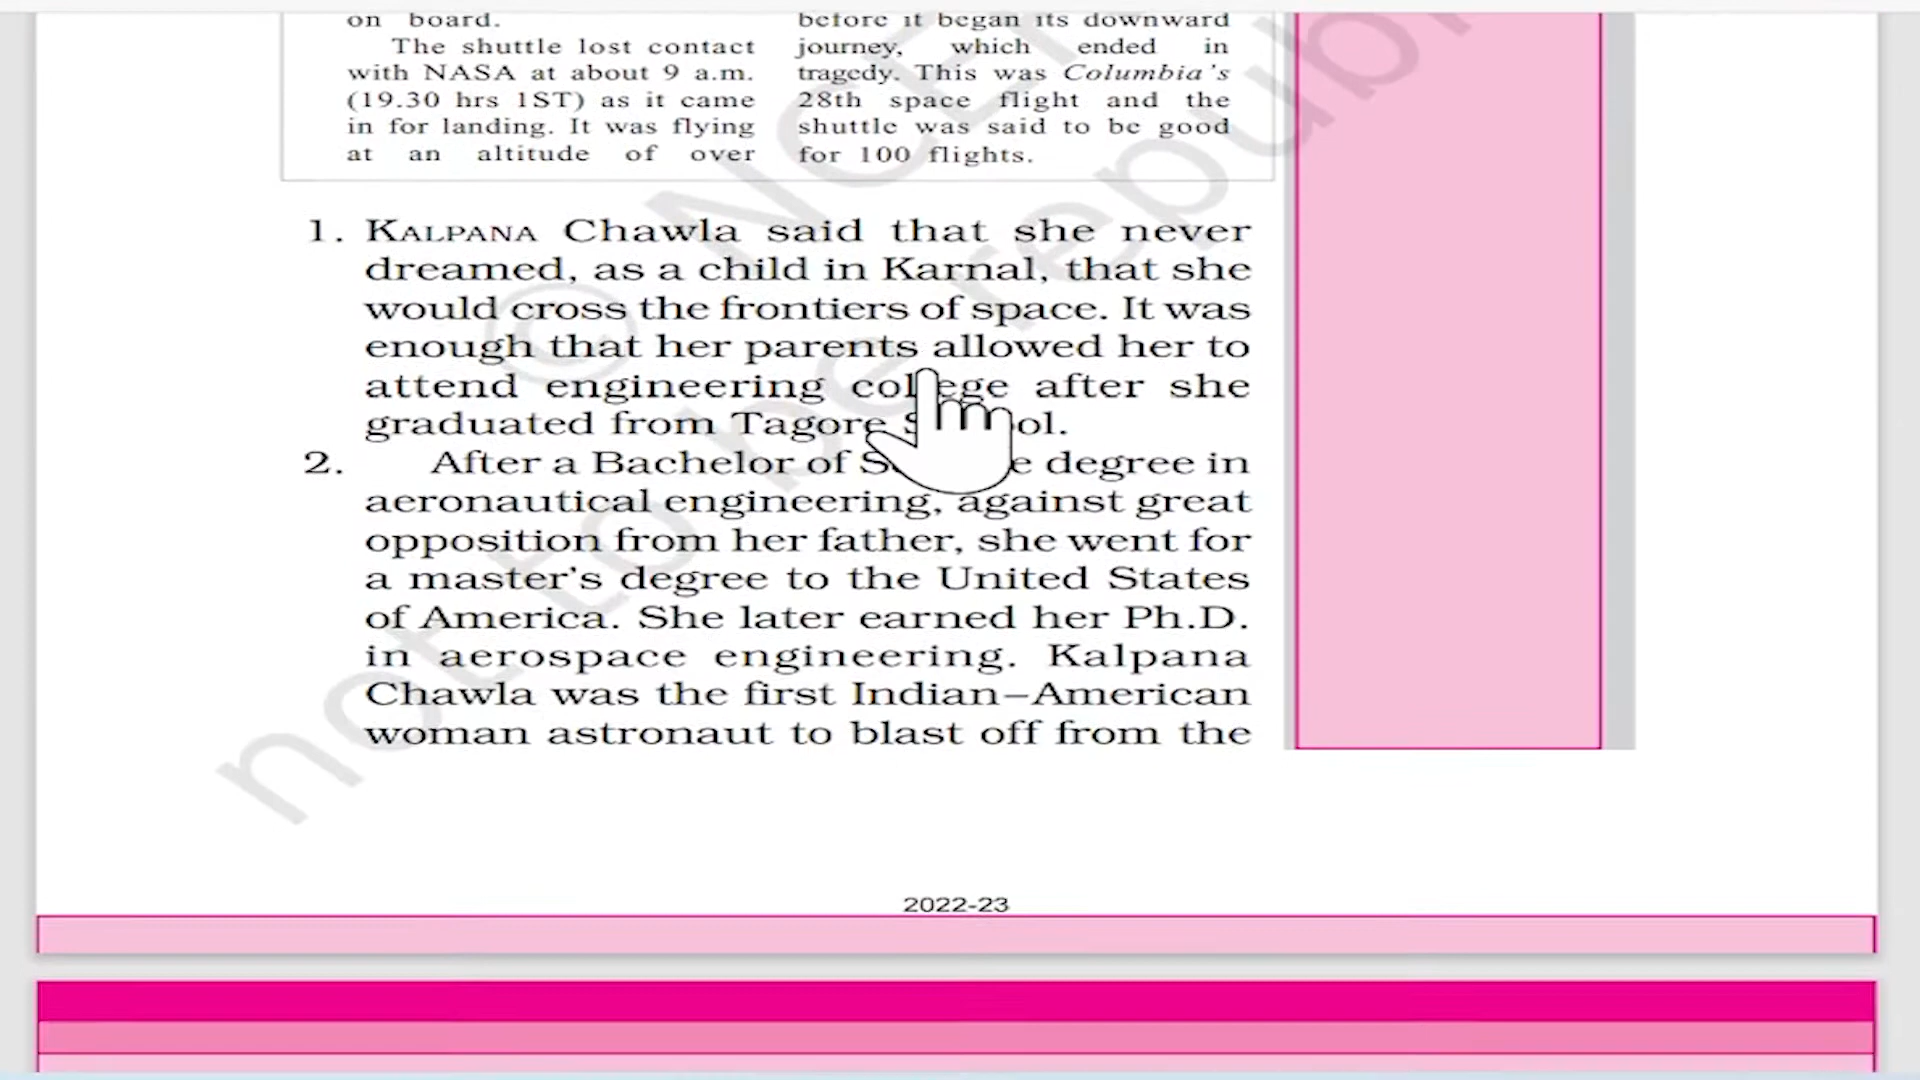 on board.
The shuttle lost contact
with NASA at about 9 a.m.
(19.30 hrs 1ST) as it came
in for landing. It was flying
at an altitude of over
before it began its downward
journey, which ended in
tragedy. This was Columbia's
28th space flight and the
shuttle was said to be good
for 100 flights.
1. KALPANA Chawla said that she never
dreamed, as a child in Karnal, that she
would cross the frontiers of space. It was
enough that her parents allowed her to
attend engineering college after she
graduated from Tagore S ol.
2. After a Bachelor of S e degree in
aeronautical engineering, against great
opposition from her father, she went for
a master's degree to the United States
of America. She later earned her Ph.D.
in aerospace engineering. Kalpana
Chawla was the first Indian–American
woman astronaut to blast off from the
2022-23
© NCE
not to be republ